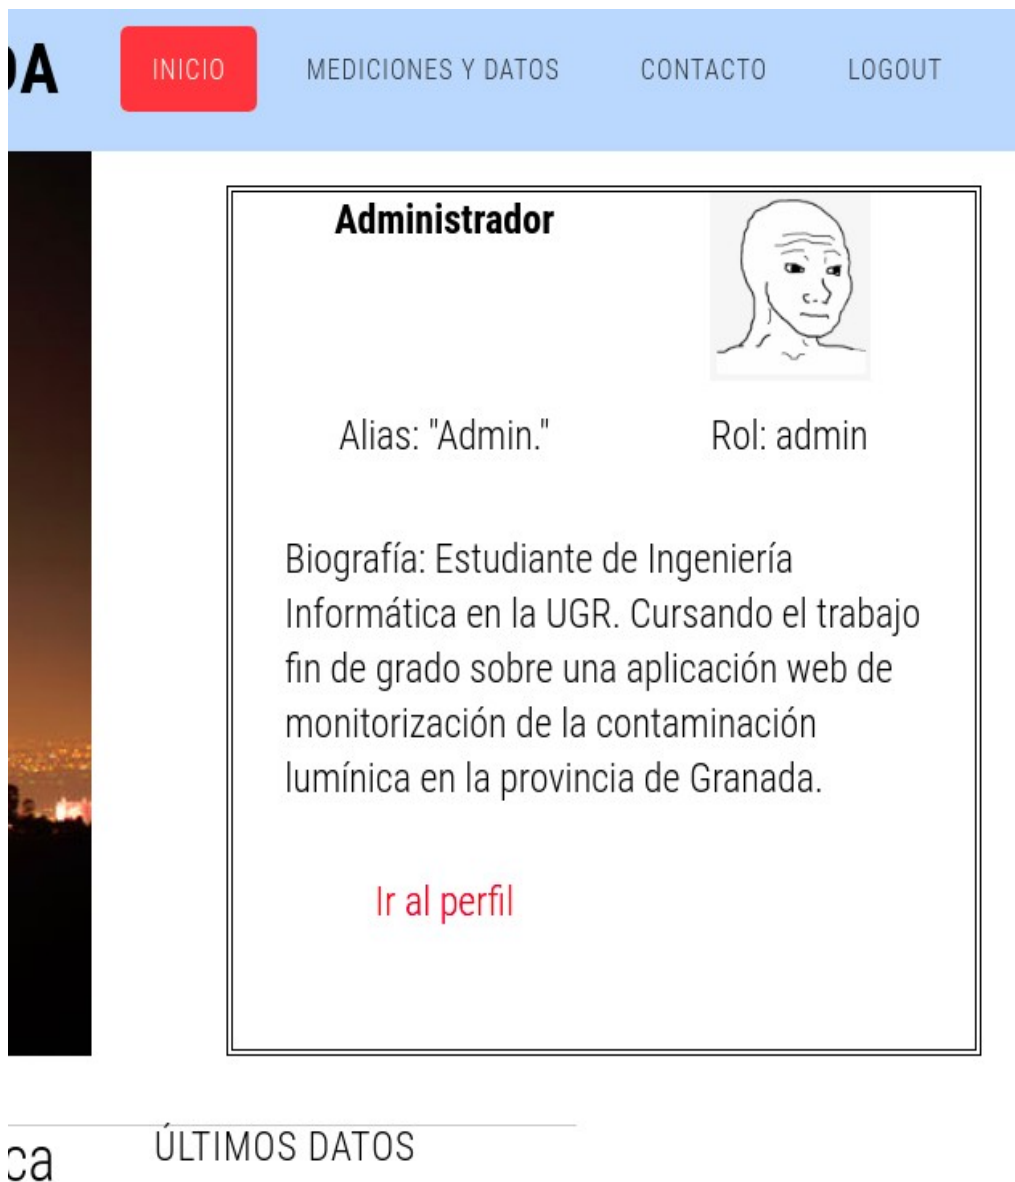 DA
INICIO
MEDICIONES Y DATOS
CONTACTO
LOGOUT
Administrador
Alias: "Admin."
Rol: admin
Biografía: Estudiante de Ingeniería
Informática en la UGR. Cursando el trabajo
fin de grado sobre una aplicación web de
monitorización de la contaminación
lumínica en la provincia de Granada.
Ir al perfil
ca
ÚLTIMOS DATOS